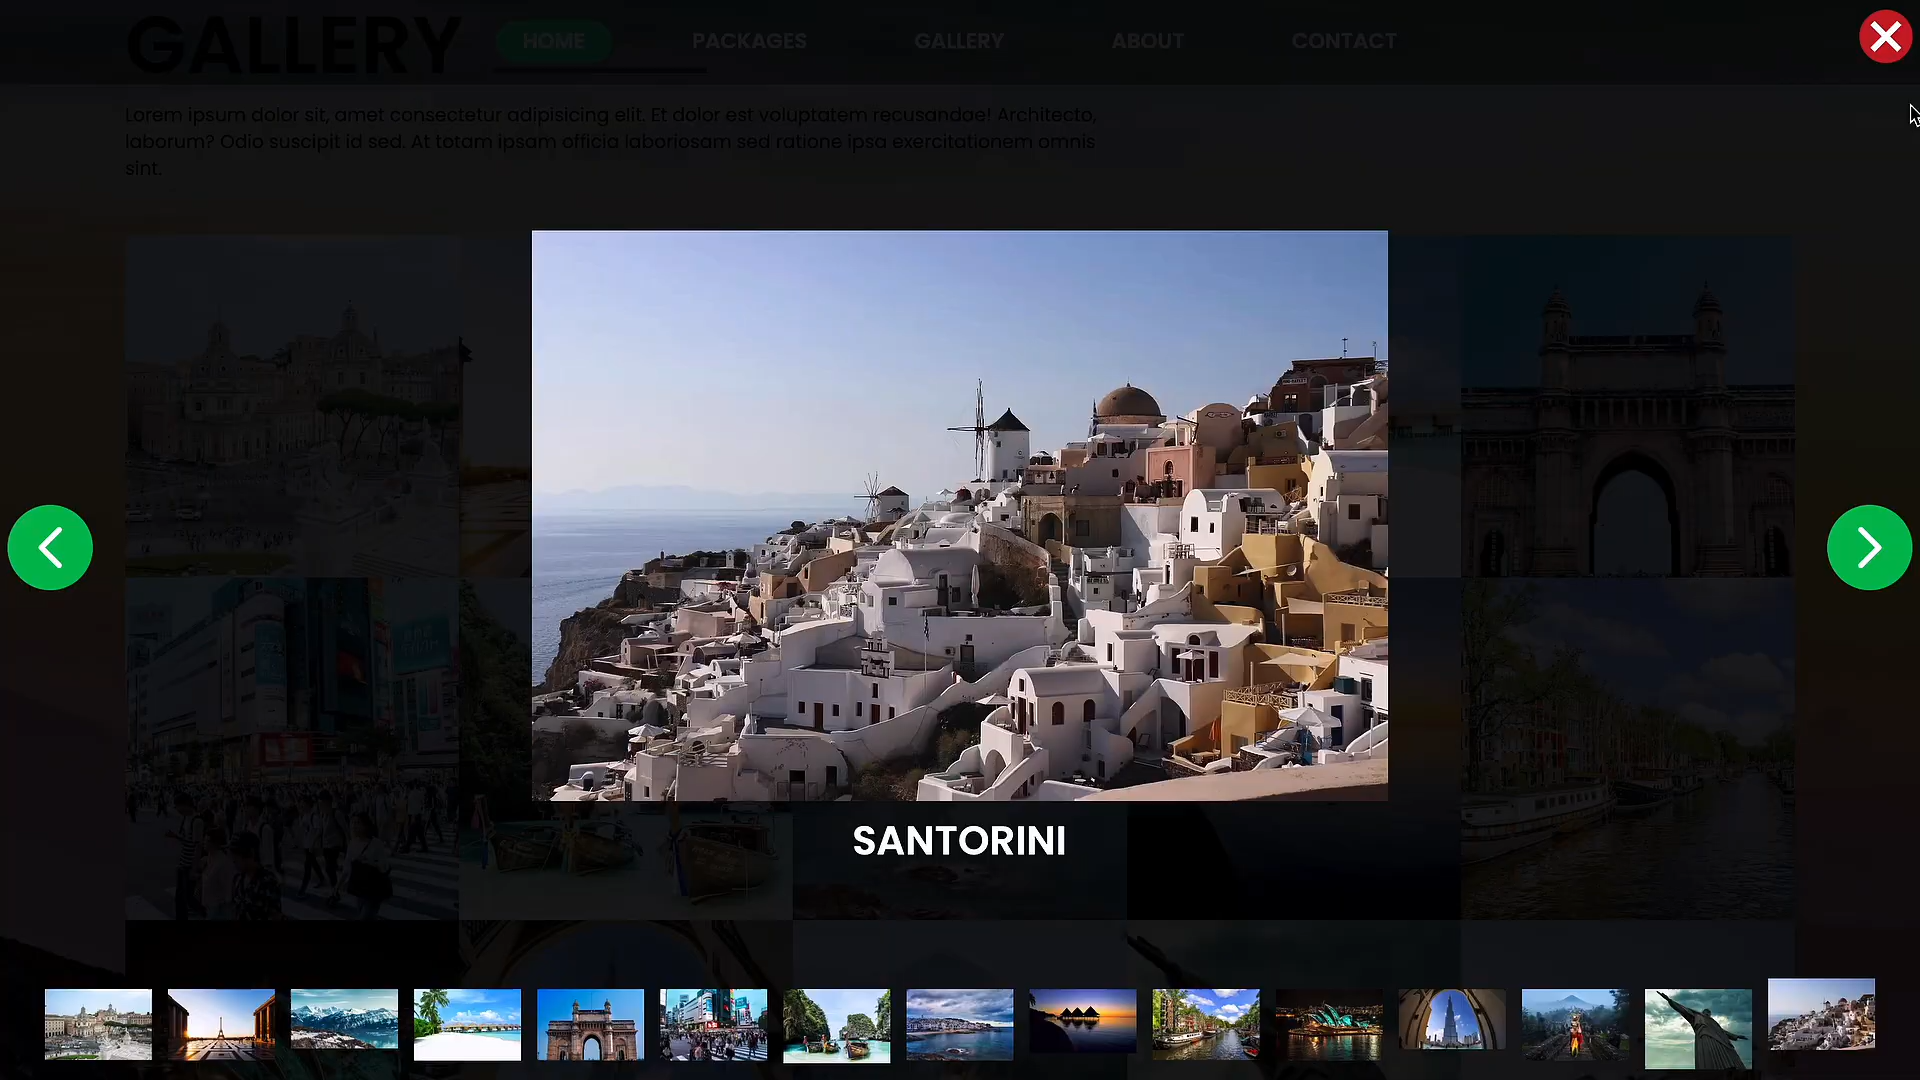 GALLERY
HOME PACKAGES GALLERY ABOUT CONTACT
Lorem ipsum dolor sit, amet consectetur adipisicing elit. Et dolor est voluptatem recusandae! Architecto,
laborum? Odio suscipit id sed. At totam ipsam officia laboriosam sed ratione ipsa exercitationem omnis
sint.
SANTORINI